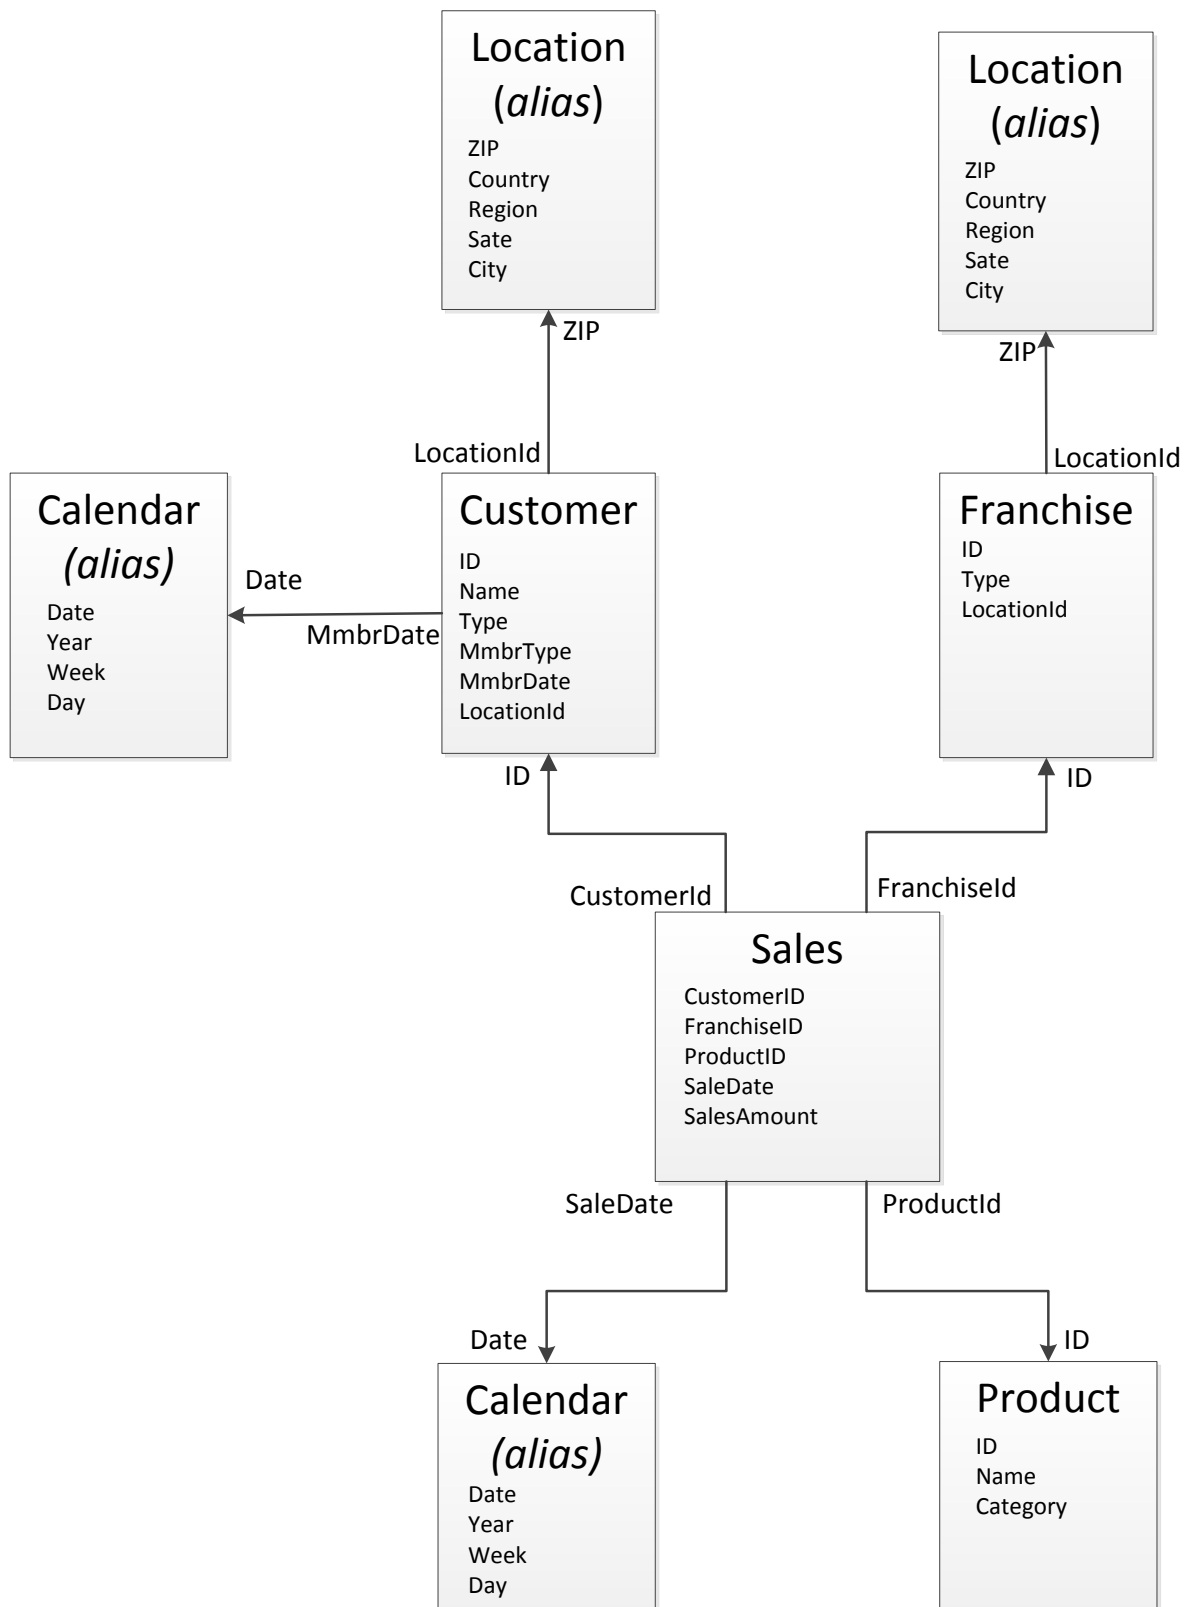 Location
(alias)
ZIP
Country
Region
Sate
City
Location
(alias)
ZIP
Country
Region
Sate
City
ZIP
ZIP
LocationId
LocationId
Calendar
(alias)
Date
Year
Week
Day
Date
MmbrDate
Customer
ID
Name
Type
MmbrType
MmbrDate
LocationId
Franchise
ID
Type
LocationId
ID
ID
CustomerId
FranchiseId
Sales
CustomerID
FranchiseID
ProductID
SaleDate
SalesAmount
SaleDate
ProductId
Date
ID
Calendar
(alias)
Date
Year
Week
Day
Product
ID
Name
Category